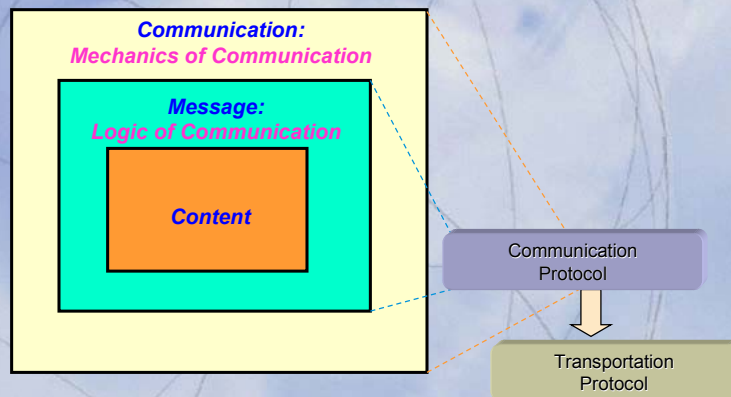 Communication:
Mechanics of Communication
Message:
Logic of Communication
Content
Communication
Protocol
Transportation
Protocol